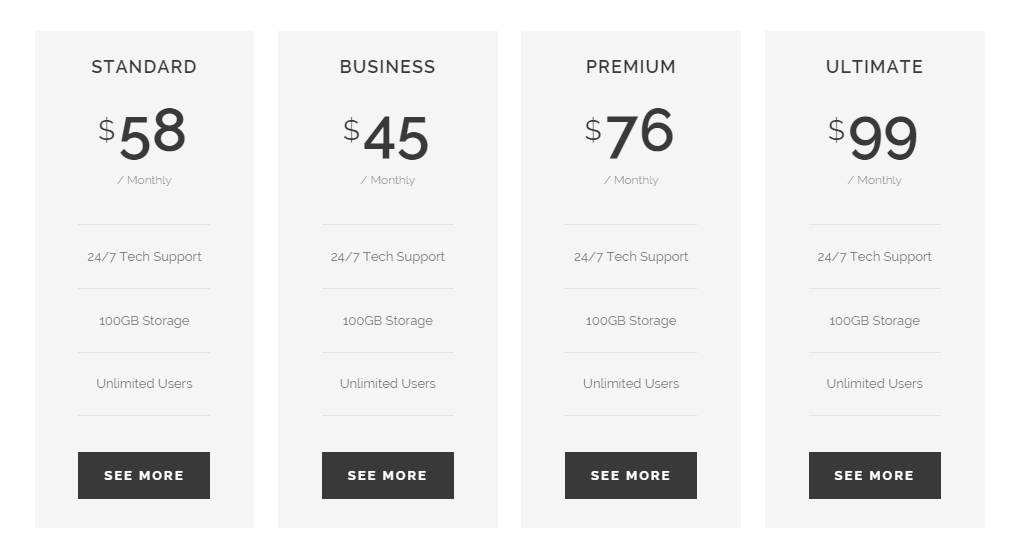 STANDARD
$58
/ Monthly
24/7 Tech Support
100GB Storage
Unlimited Users
SEE MORE
BUSINESS
$45
/ Monthly
24/7 Tech Support
100GB Storage
Unlimited Users
SEE MORE
PREMIUM
$76
/ Monthly
24/7 Tech Support
100GB Storage
Unlimited Users
SEE MORE
ULTIMATE
$99
/ Monthly
24/7 Tech Support
100GB Storage
Unlimited Users
SEE MORE